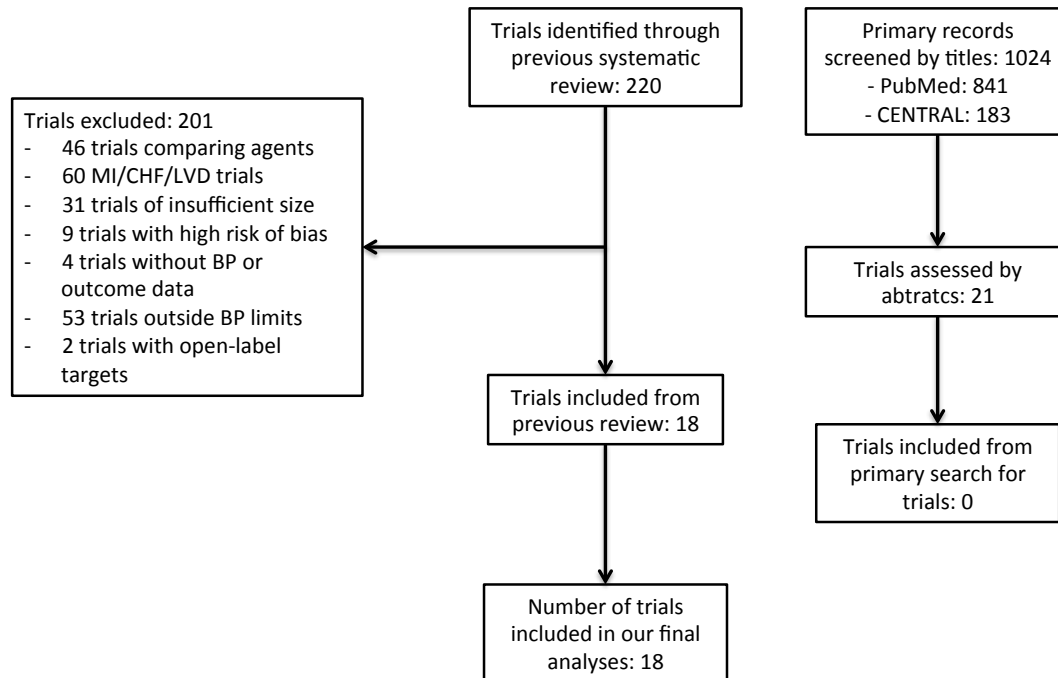 Trials identified through
previous systematic
review: 220
Primary records
screened by titles: 1024
- PubMed: 841
- CENTRAL: 183
Trials excluded: 201
- 46 trials comparing agents
- 60 MI/CHF/LVD trials
- 31 trials of insufficient size
- 9 trials with high risk of bias
- 4 trials without BP or
outcome data
- 53 trials outside BP limits
- 2 trials with open-label
targets
Trials assessed by
abtratcs: 21
Trials included from
previous review: 18
Trials included from
primary search for
trials: 0
Number of trials
included in our final
analyses: 18